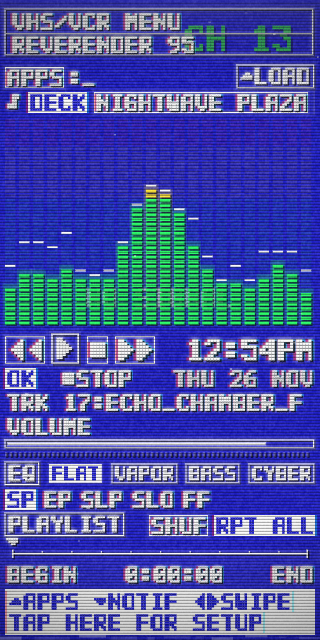 VHS/VCR MENU
REVERENDER 95
CH 13
APPS:_
LOAD
DECK NIGHTWAVE PLAZA
12:54PM
OK STOP THU 26 NOV
TRK 17:ECHO_CHAMBER_F
VOLUME
EQ FLAT VAPOR BASS CYBER
SP EP SLP SLO FF
PLAYLIST SHUF RPT ALL
BEGIN 0:00:00 END
APPS NOTIF SWIPE
TAP HERE FOR SETUP